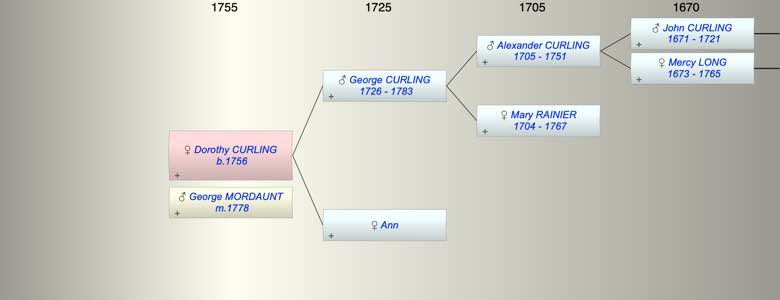 1755 1725 1705 1670
♂ John CURLING
1671 - 1721
+
♂ Alexander CURLING
1705 - 1751
+
♀ Mercy LONG
1673 - 1765
+
♂ George CURLING
1726 - 1783
+
♀ Mary RAINIER
1704 - 1767
+
♀ Dorothy CURLING
b.1756
+
♂ George MORDAUNT
m.1778
+
♀ Ann
+